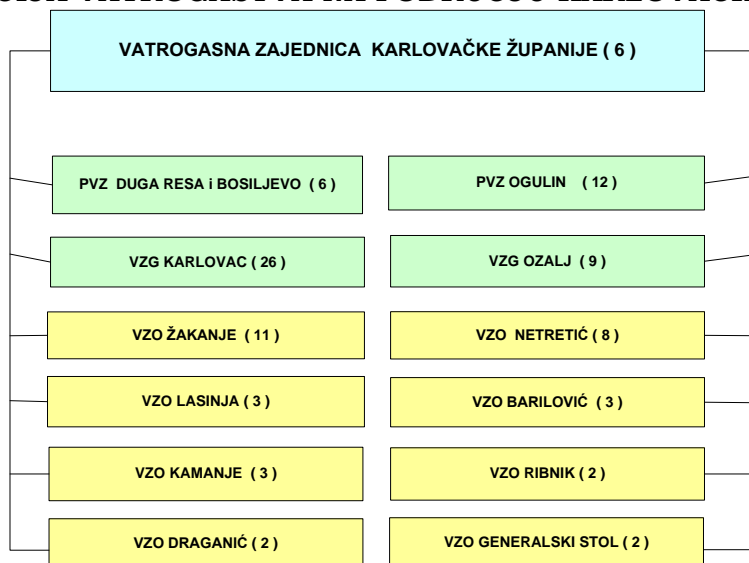 VATROGASNA ZAJEDNICA KARLOVAČKE ŽUPANIJE ( 6 )
PVZ DUGA RESA i BOSILJEVO ( 6 )
PVZ OGULIN ( 12 )
VZG KARLOVAC ( 26 )
VZG OZALJ ( 9 )
VZO ŽAKANJE ( 11 )
VZO NETRETIĆ ( 8 )
VZO LASINJA ( 3 )
VZO BARILOVIĆ ( 3 )
VZO KAMANJE ( 3 )
VZO RIBNIK ( 2 )
VZO DRAGANIĆ ( 2 )
VZO GENERALSKI STOL ( 2 )